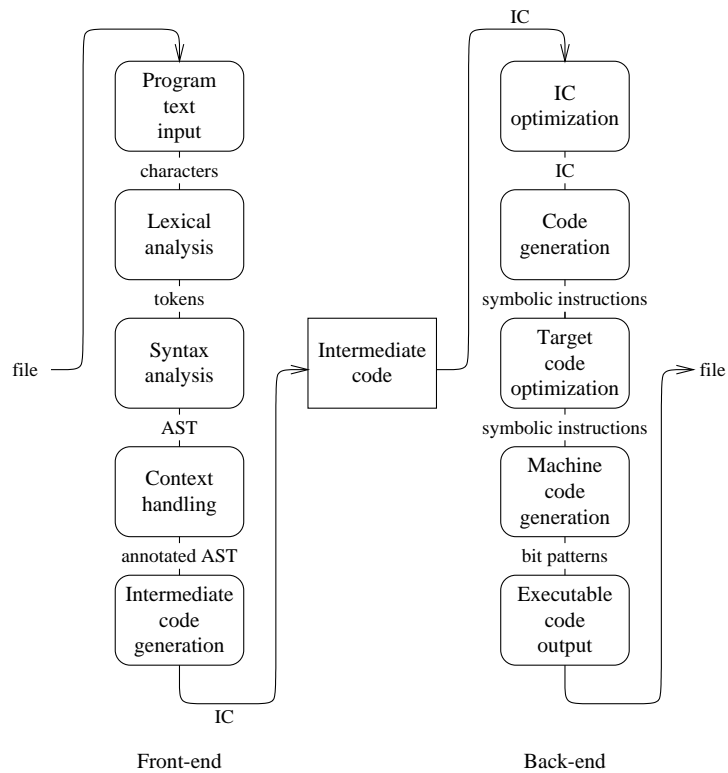 file
Program
text
input
characters
Lexical
analysis
tokens
Syntax
analysis
AST
Context
handling
annotated AST
Intermediate
code
generation
IC
Front-end
Intermediate
code
IC
IC
optimization
IC
Code
generation
symbolic instructions
Target
code
optimization
symbolic instructions
Machine
code
generation
bit patterns
Executable
code
output
file
Back-end